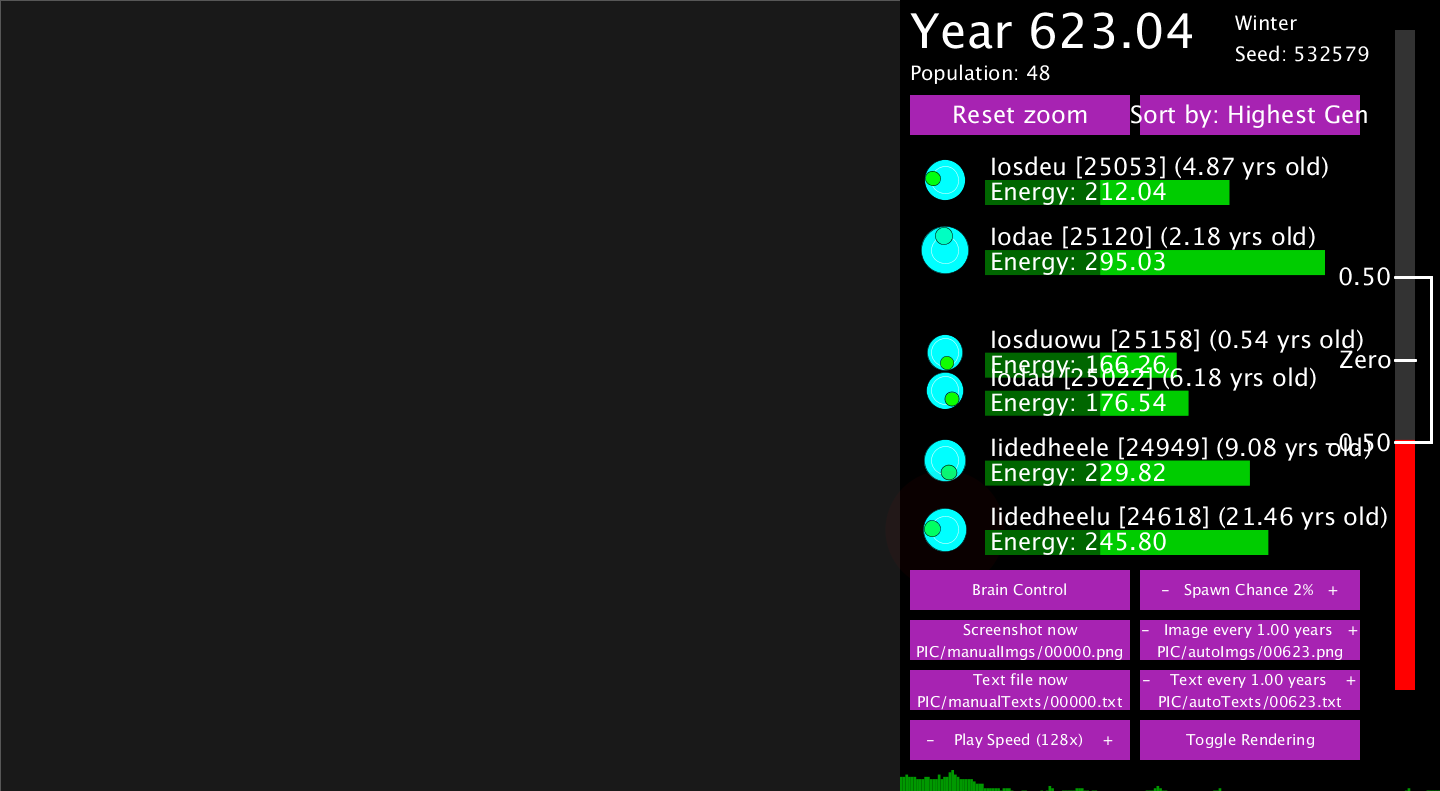 Year 623.04
Winter
Seed: 532579
Population: 48
Reset zoom
Sort by: Highest Gen
Iosdeu [25053] (4.87 yrs old)
Energy: 212.04
Iodae [25120] (2.18 yrs old)
Energy: 295.03
0.50
Iosduowu [25158] (0.54 yrs old)
Energy: 166.26
Zero
Iodau [25022] (6.18 yrs old)
Energy: 176.54
-0.50
Iidedheele [24949] (9.08 yrs old)
Energy: 229.82
Iidedheelu [24618] (21.46 yrs old)
Energy: 245.80
Brain Control
- Spawn Chance 2% +
Screenshot now
PIC/manualImgs/00000.png
- Image every 1.00 years +
PIC/autoImgs/00623.png
Text file now
PIC/manualTexts/00000.txt
- Text every 1.00 years +
PIC/autoTexts/00623.txt
- Play Speed (128x) +
Toggle Rendering